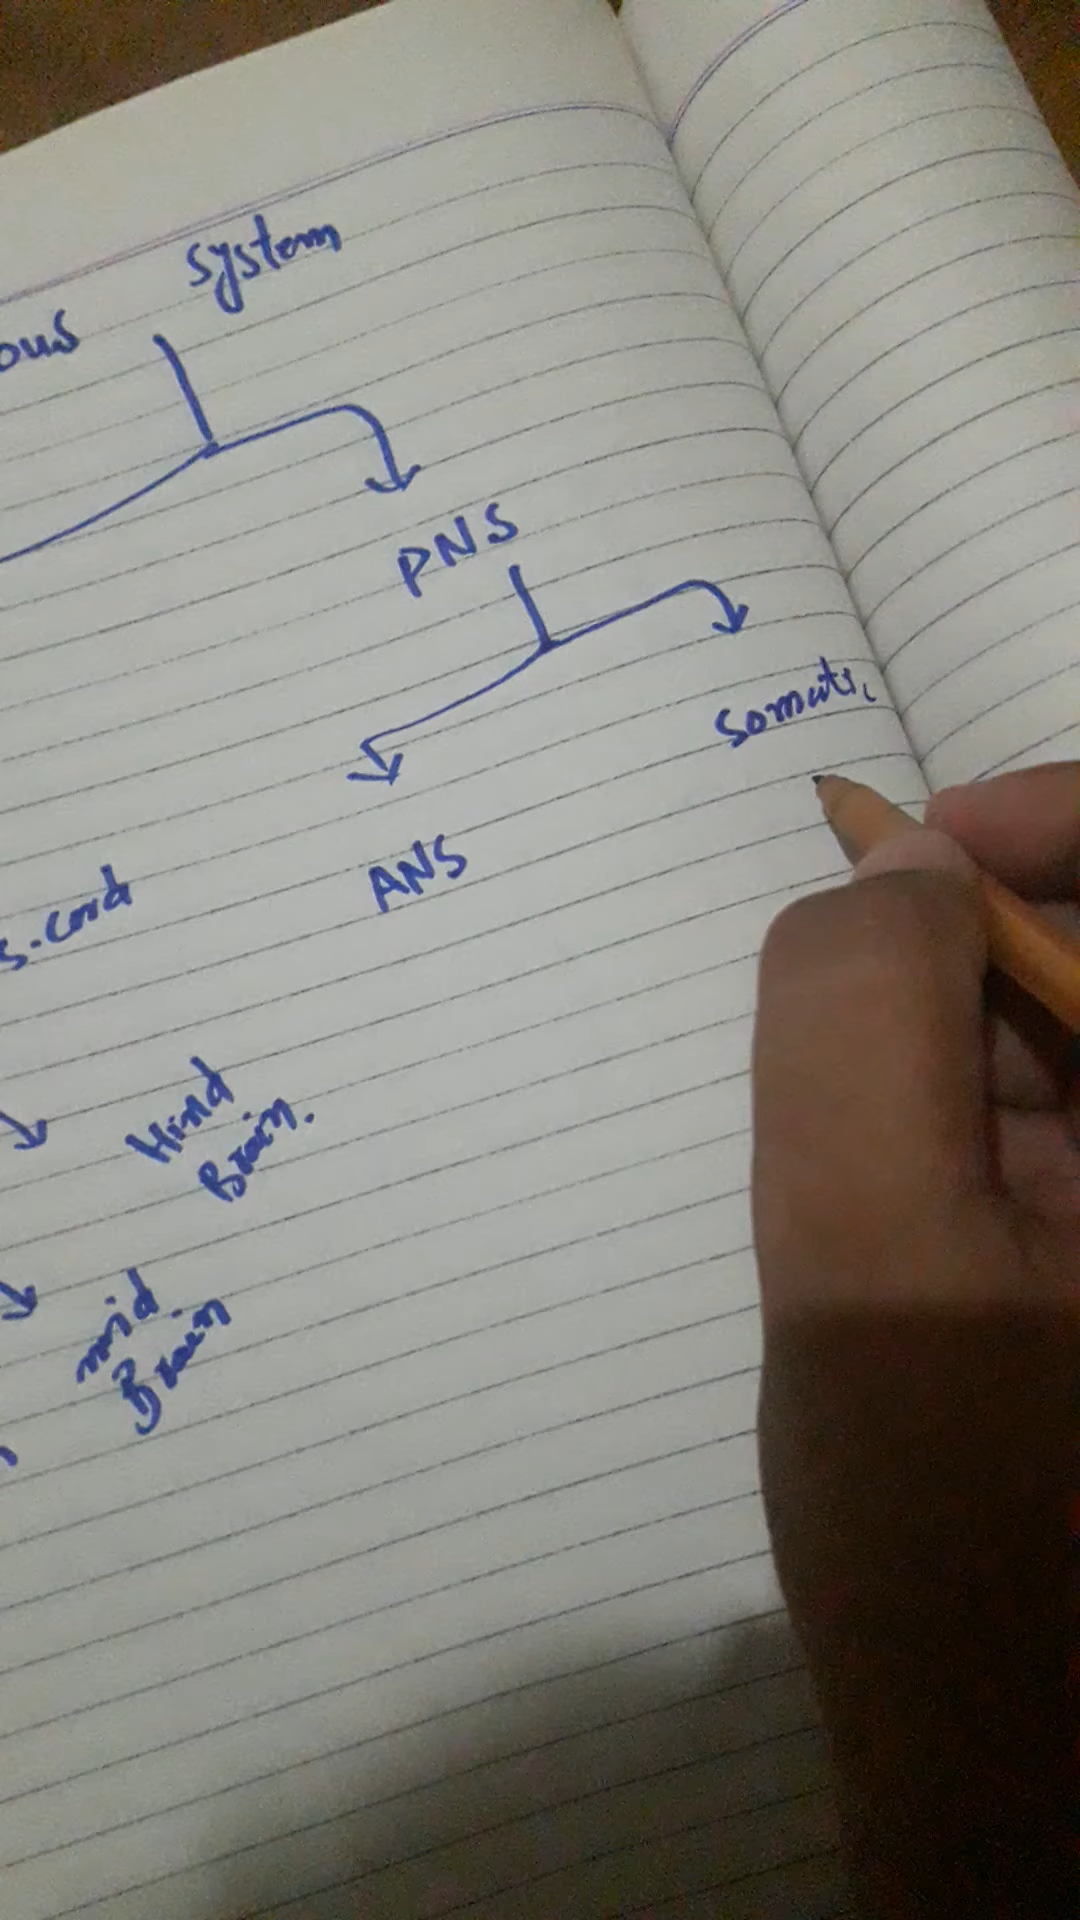 ous system
PNS
somatic
ANS
s.cord
Hind
Brain.
mid
Brain